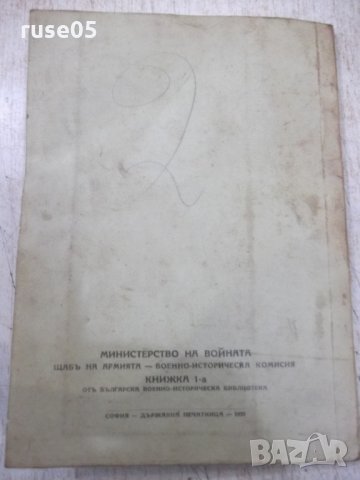 ruse05
МИНИСТЕРСТВО НА ВОЙНАТА
ЩАБЪ НА АРМИЯТА — ВОЕННО-ИСТОРИЧЕСКА КОМИСИЯ
КНИЖКА 1-а
ОТЪ БЪЛГАРСКА ВОЕННО-ИСТОРИЧЕСКА БИБЛИОТЕКА
СОФИЯ — ДЪРЖАВНА ПЕЧАТНИЦА —
BAZAR